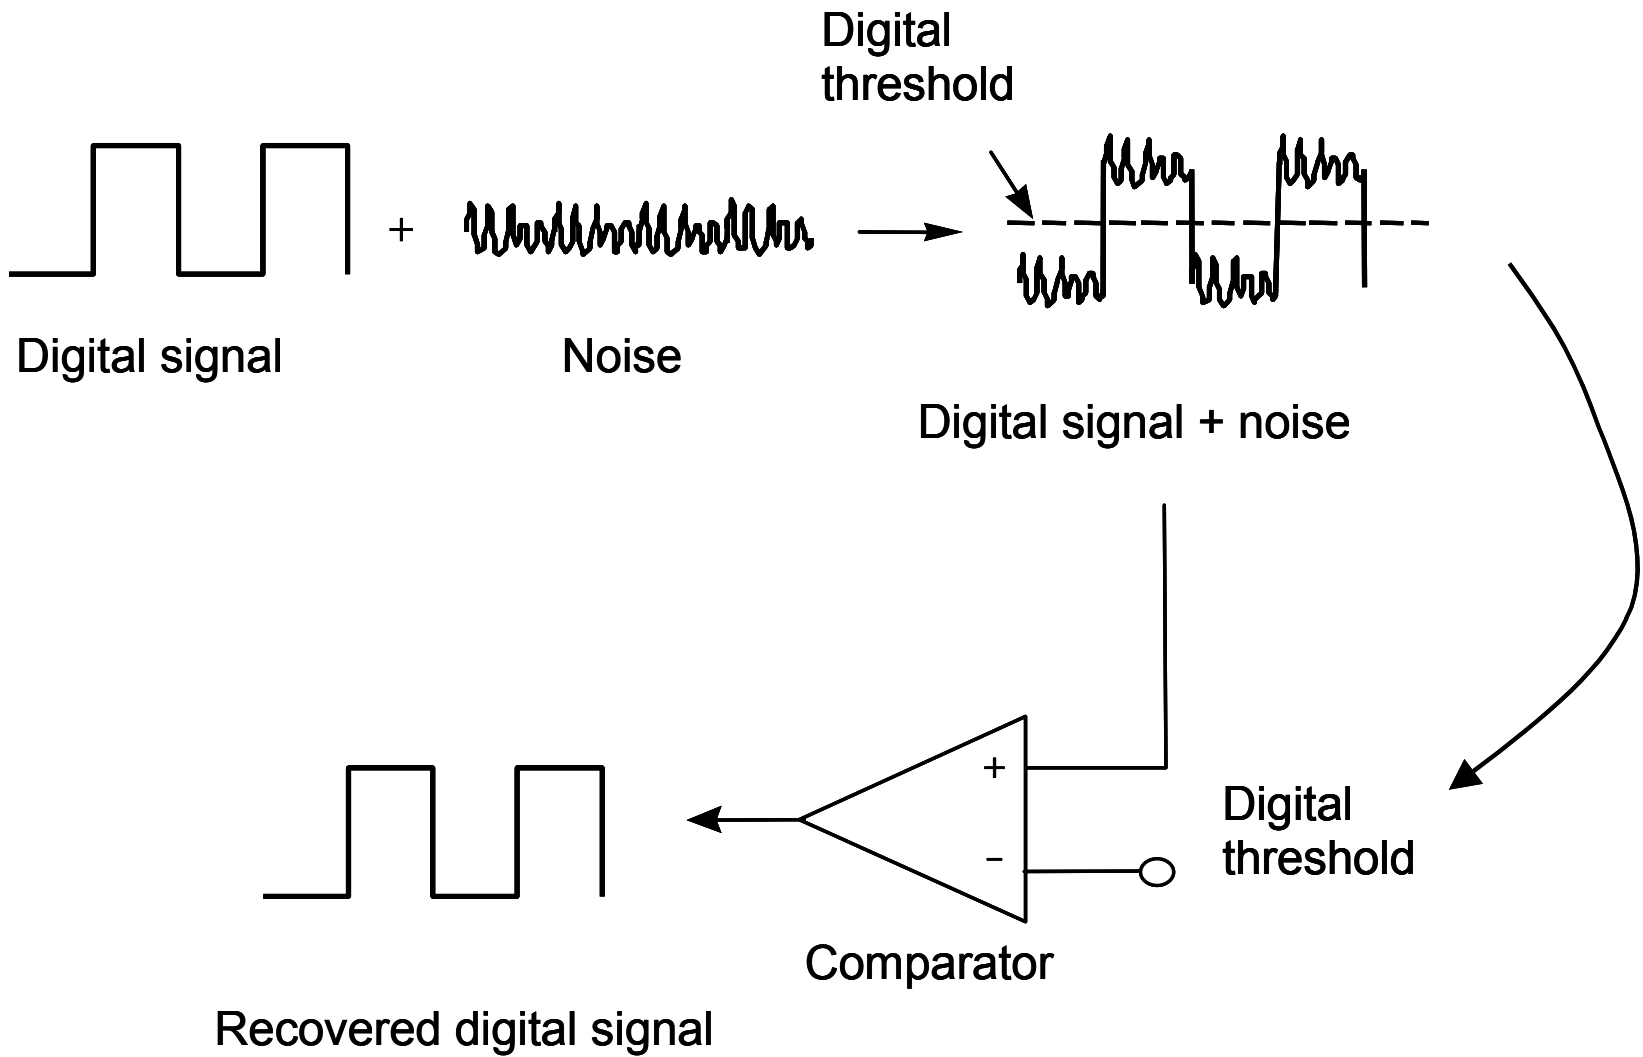 Digital
threshold
+
Digital signal
Noise
Digital signal + noise
+
−
Digital
threshold
Comparator
Recovered digital signal